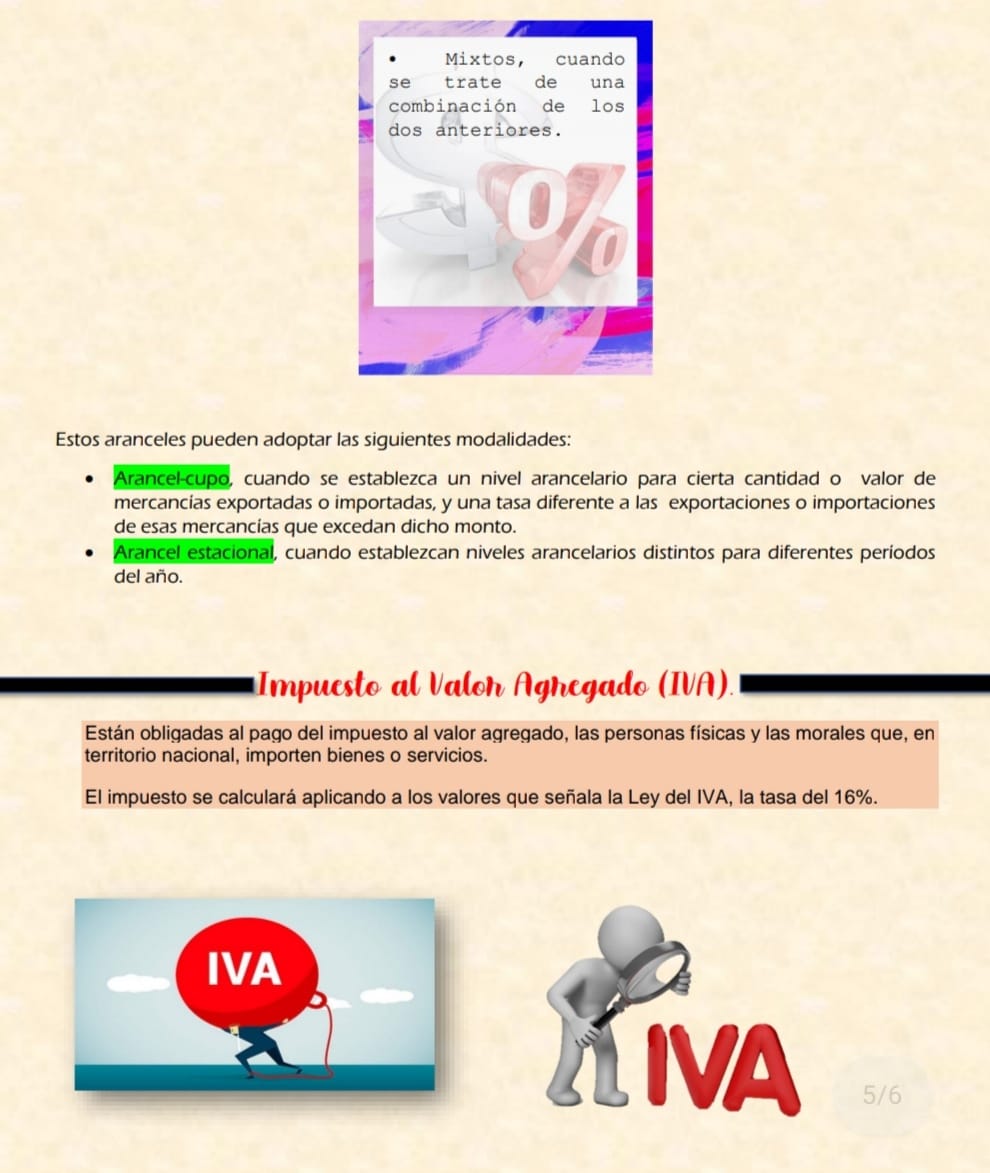 • Mixtos, cuando
se trate de una
combinación de los
dos anteriores.
Estos aranceles pueden adoptar las siguientes modalidades:
• Arancel-cupo, cuando se establezca un nivel arancelario para cierta cantidad o valor de
mercancías exportadas o importadas, y una tasa diferente a las exportaciones o importaciones
de esas mercancías que excedan dicho monto.
• Arancel estacional, cuando establezcan niveles arancelarios distintos para diferentes períodos
del año.
Impuesto al Valor Agregado (IVA).
Están obligadas al pago del impuesto al valor agregado, las personas físicas y las morales que, en
territorio nacional, importen bienes o servicios.
El impuesto se calculará aplicando a los valores que señala la Ley del IVA, la tasa del 16%.
IVA
IVA
5/6